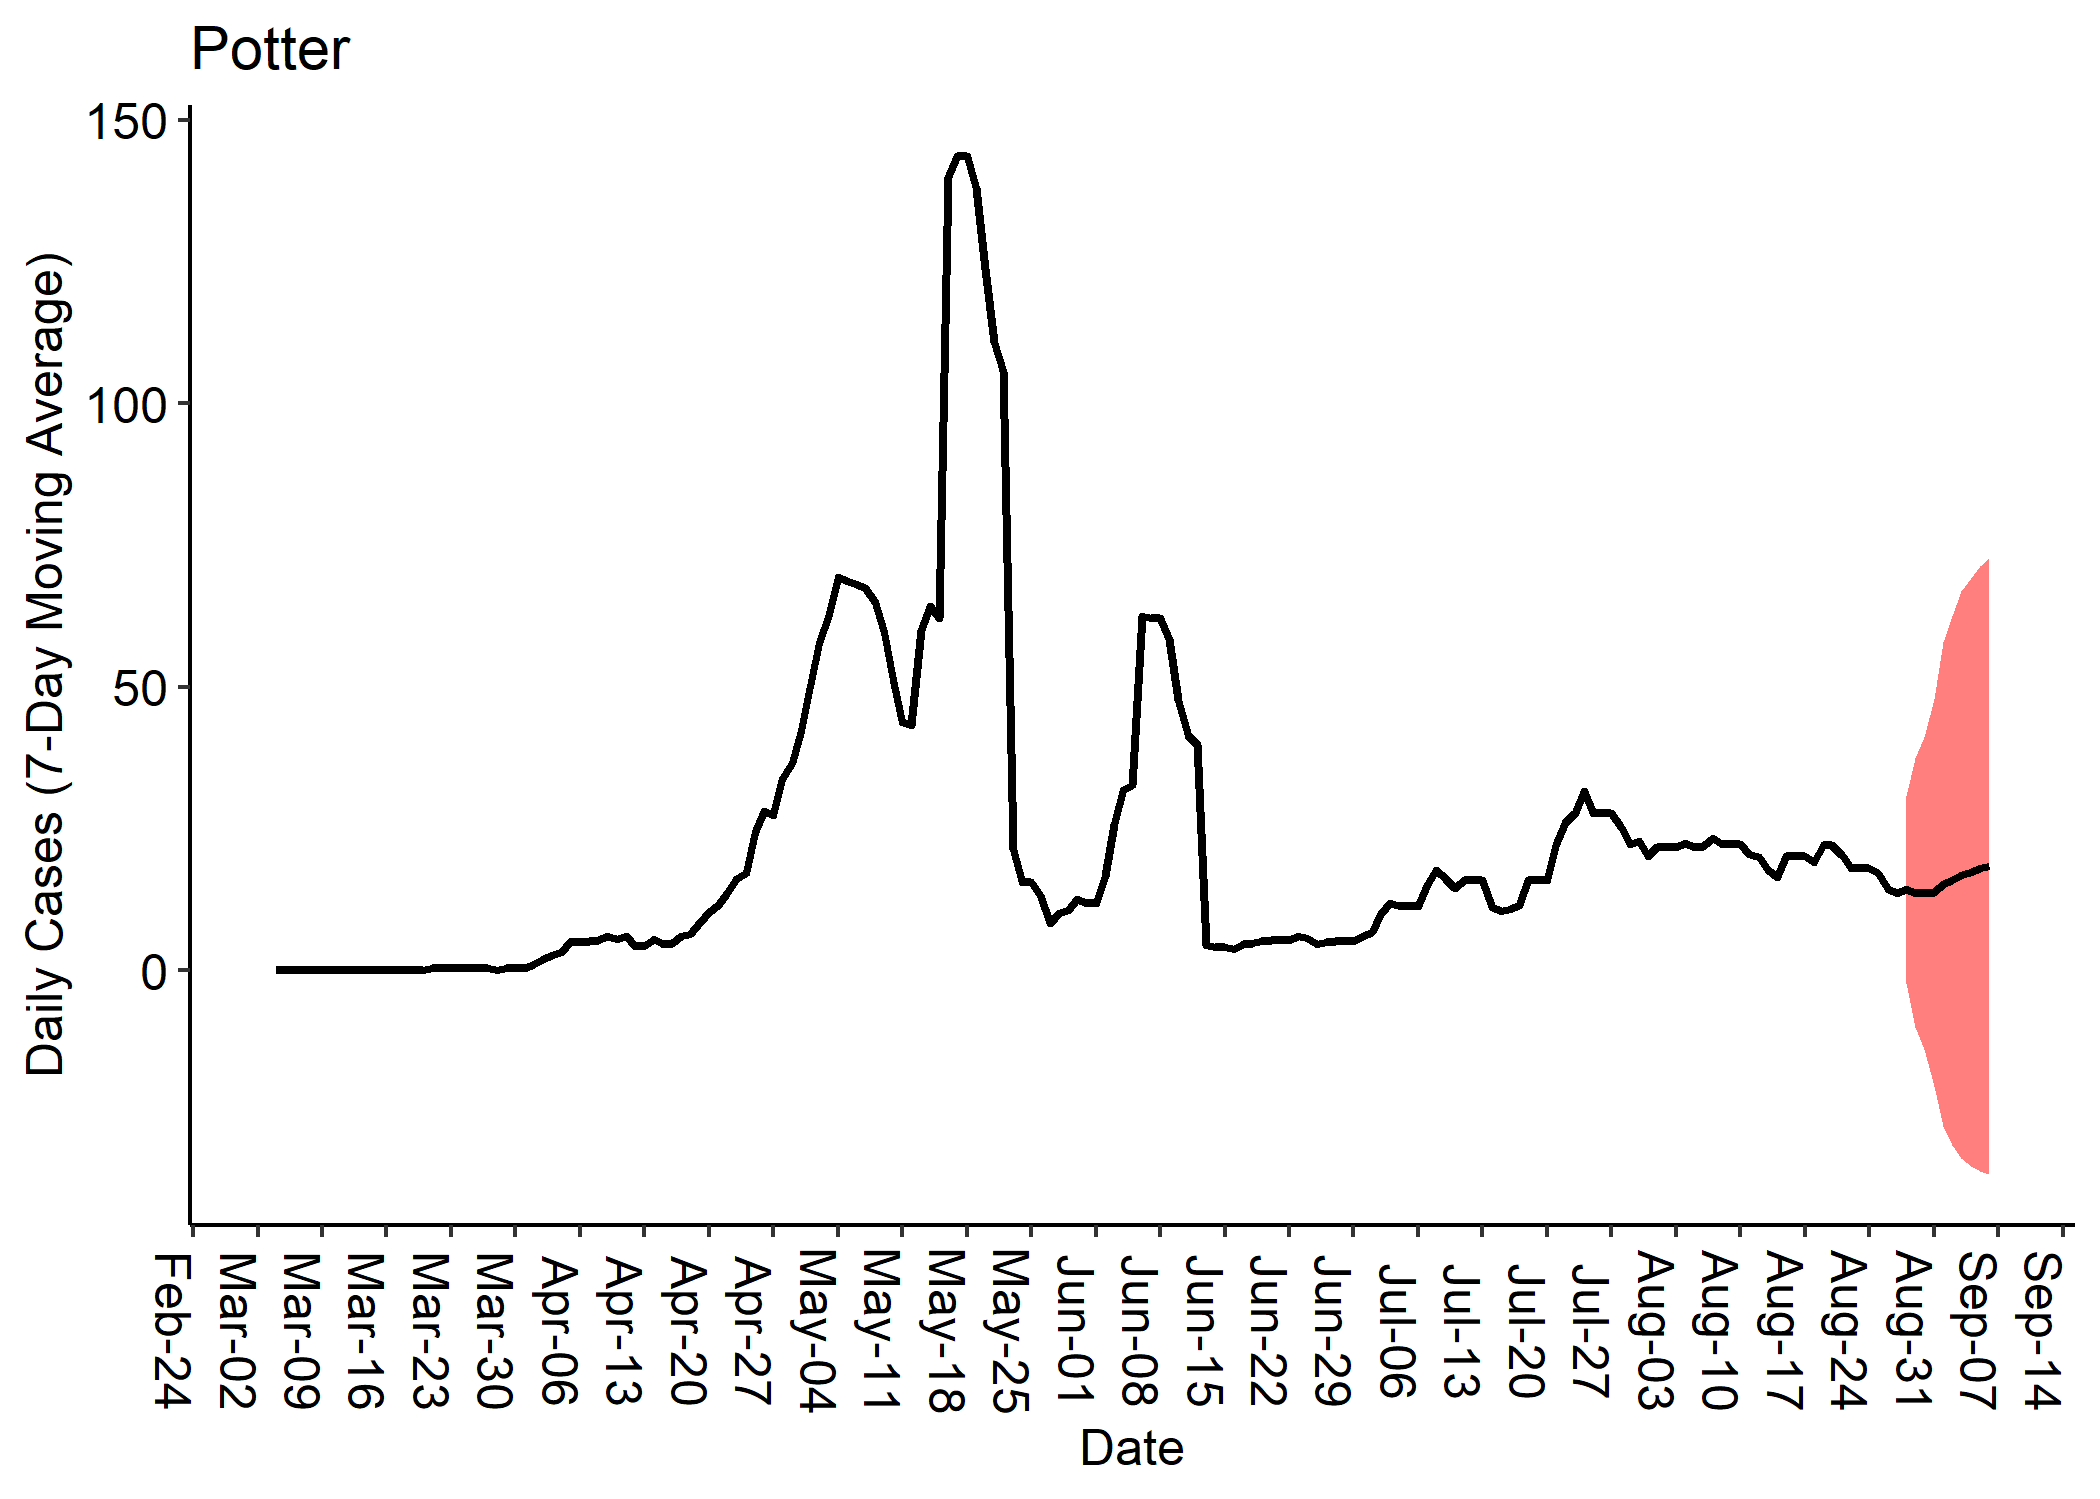 Potter
Daily Cases (7-Day Moving Average)
150
100
50
0
Feb-24
Mar-02
Mar-09
Mar-16
Mar-23
Mar-30
Apr-06
Apr-13
Apr-20
Apr-27
May-04
May-11
May-18
May-25
Jun-01
Jun-08
Jun-15
Jun-22
Jun-29
Jul-06
Jul-13
Jul-20
Jul-27
Aug-03
Aug-10
Aug-17
Aug-24
Aug-31
Sep-07
Sep-14
Date